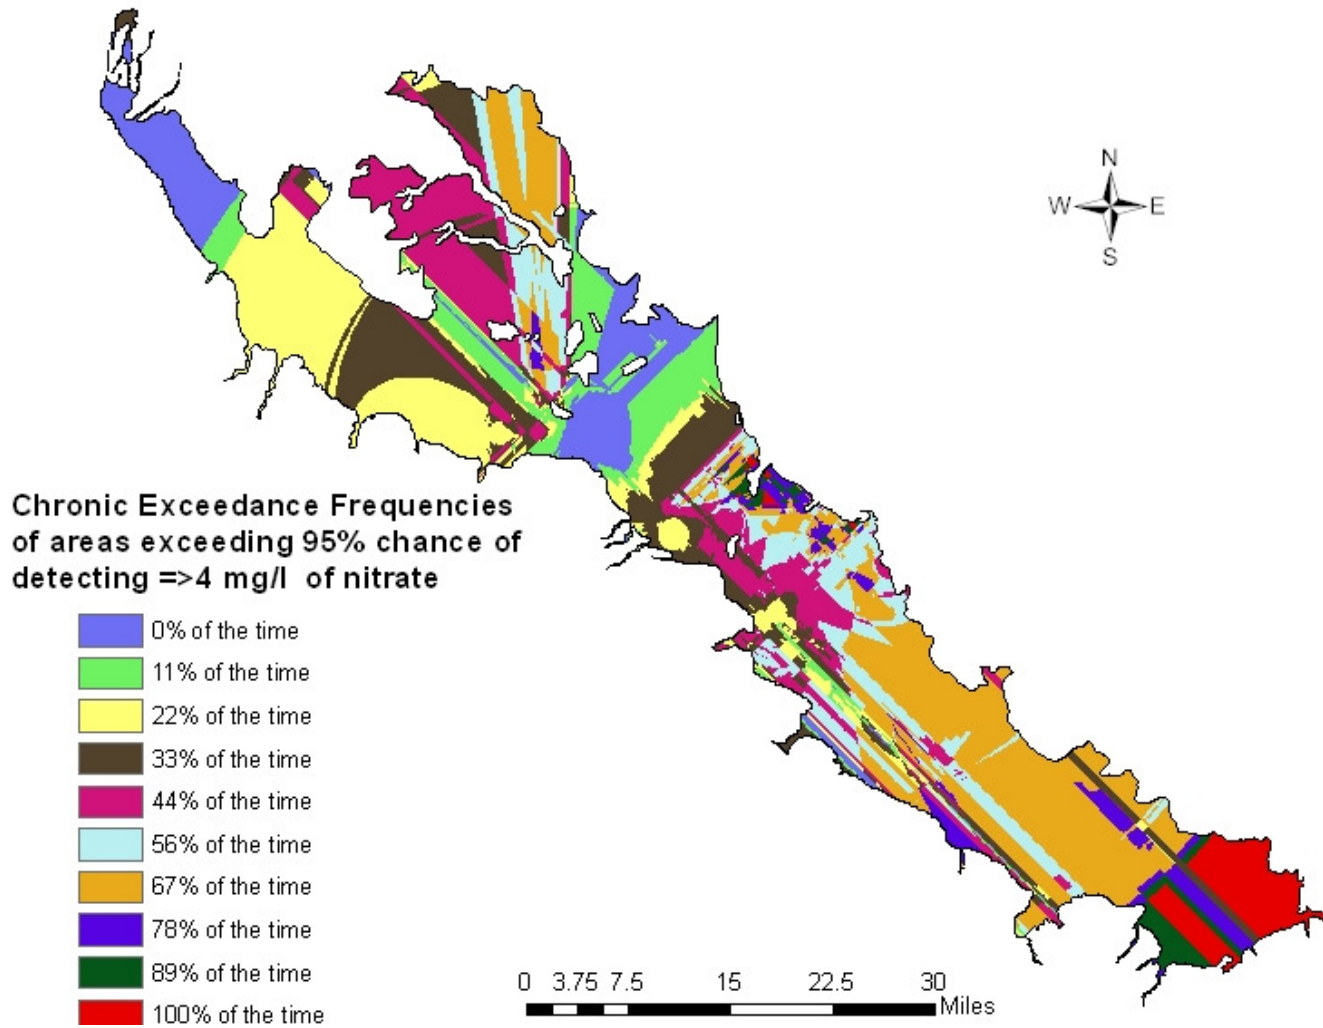 N
W E
S
Chronic Exceedance Frequencies
of areas exceeding 95% chance of
detecting =>4 mg/l of nitrate
0% of the time
11% of the time
22% of the time
33% of the time
44% of the time
56% of the time
67% of the time
78% of the time
89% of the time
100% of the time
0 3.75 7.5 15 22.5 30
Miles